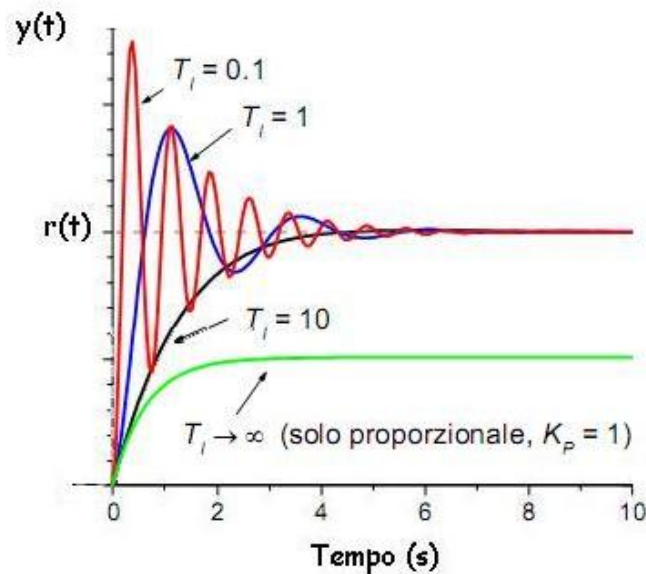 y(t)
T_I = 0.1
T_I = 1
r(t)
T_I = 10
T_I → ∞ (solo proporzionale, K_P = 1)
0 2 4 6 8 10
Tempo (s)